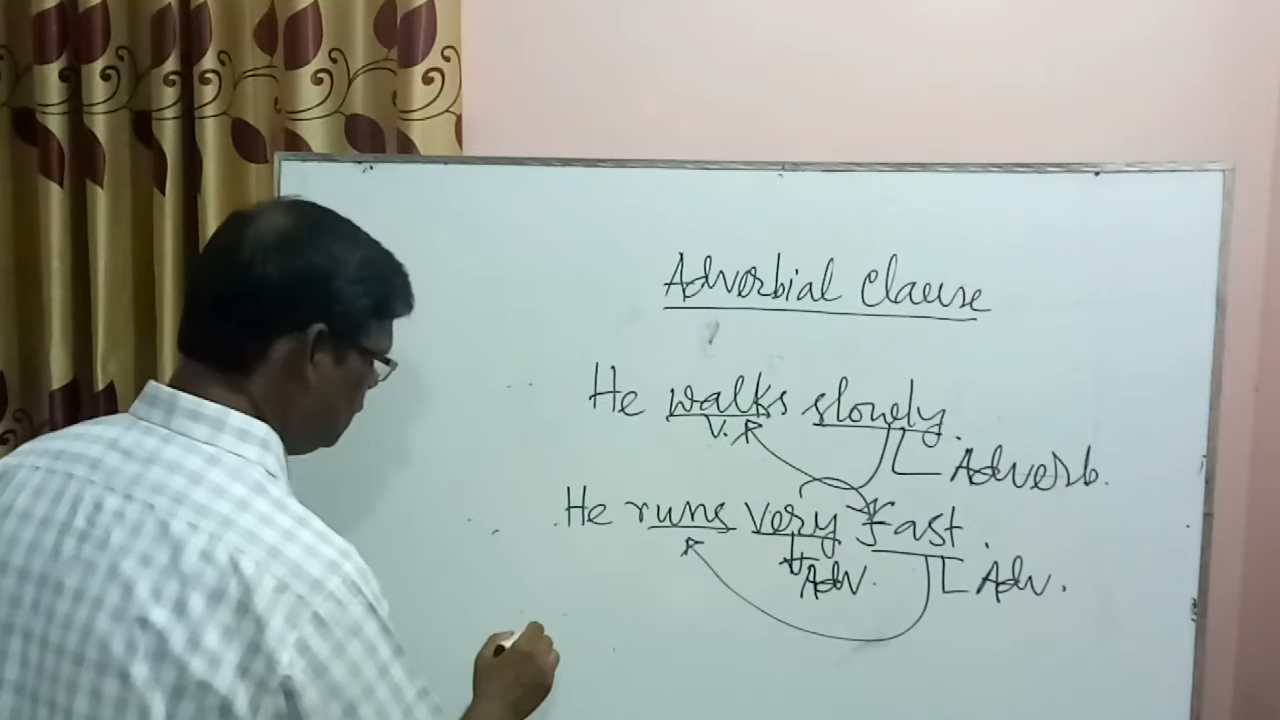 Adverbial Clause
He walks slowly.
V.
Adverb.
He runs very fast.
Adv.
Adv.